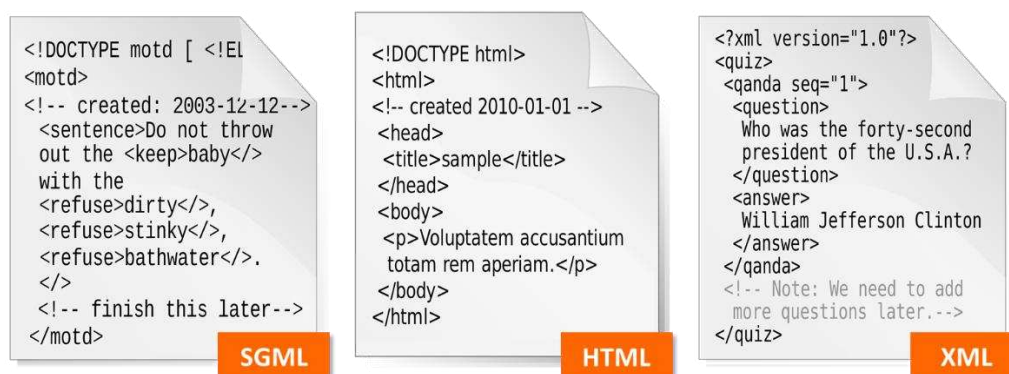 <!DOCTYPE motd [ <!EL
<motd>
<!-- created: 2003-12-12-->
<sentence>Do not throw
out the <keep>baby</>
with the
<refuse>dirty</>,
<refuse>stinky</>,
<refuse>bathwater</>.
</>
<!-- finish this later-->
</motd>
SGML
<!DOCTYPE html>
<html>
<!-- created 2010-01-01 -->
<head>
<title>sample</title>
</head>
<body>
<p>Voluptatem accusantium
totam rem aperiam.</p>
</body>
</html>
HTML
<?xml version="1.0"?>
<quiz>
<qanda seq="1">
<question>
Who was the forty-second
president of the U.S.A.?
</question>
<answer>
William Jefferson Clinton
</answer>
</qanda>
<!-- Note: We need to add
more questions later.-->
</quiz>
XML